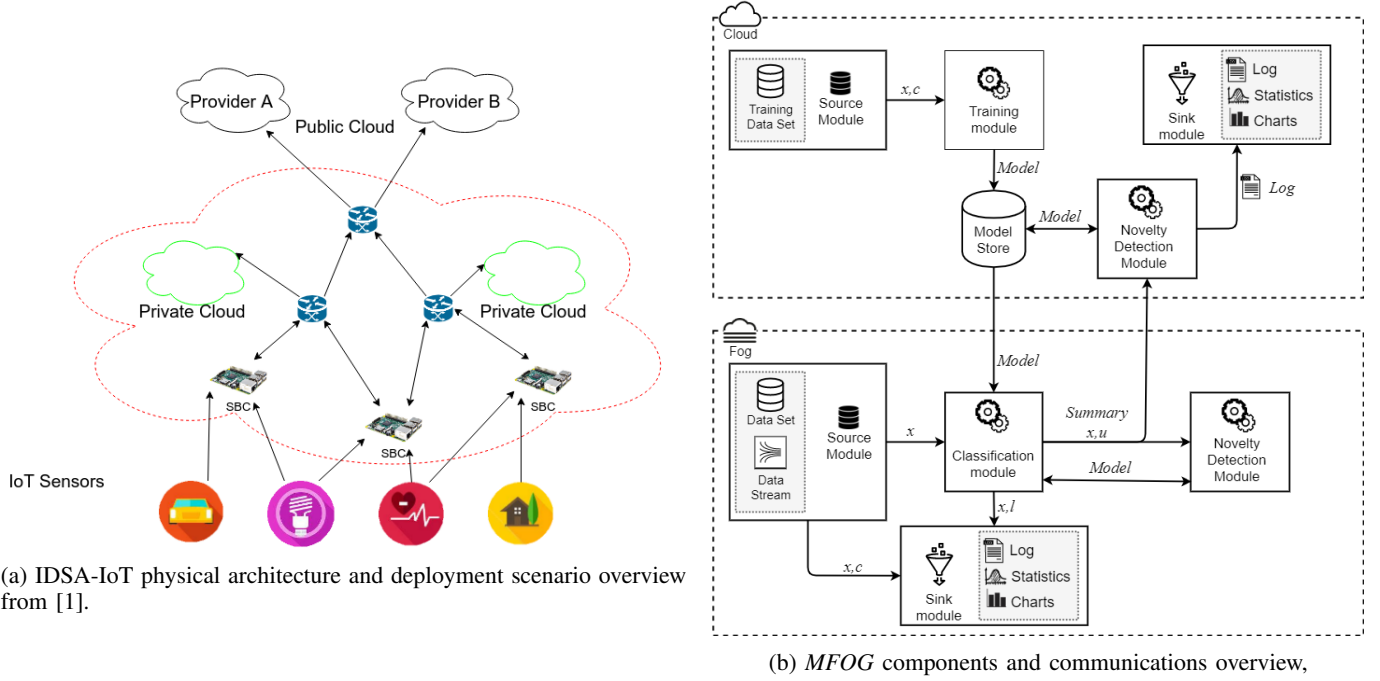 Provider A
Provider B
Public Cloud
Private Cloud
Private Cloud
SBC
SBC
SBC
IoT Sensors
(a) IDSA-IoT physical architecture and deployment scenario overview
from [1].
Cloud
Training
Data Set
Source
Module
x,c
Training
module
Sink
module
Log
Statistics
Charts
Model
Model
Store
Model
Novelty
Detection
Module
Log
Fog
Model
Data Set
Data
Stream
Source
Module
x
Classification
module
Summary
x,u
Model
Novelty
Detection
Module
x,l
x,c
Sink
module
Log
Statistics
Charts
(b) MFOG components and communications overview,